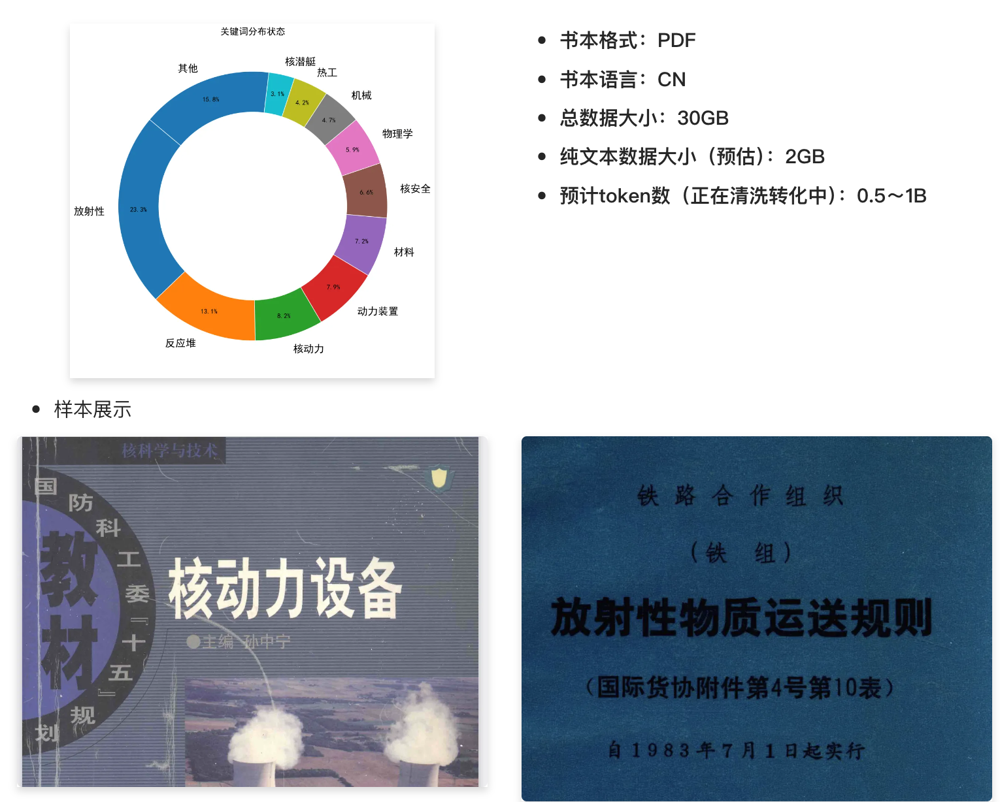 关键词分布状态
核潜艇
其他
热工
15.8%
3.1%
机械
4.2%
4.7%
物理学
5.9%
核安全
6.6%
放射性
23.3%
7.2%
材料
7.9%
动力装置
13.1%
8.2%
反应堆
核动力
书本格式：PDF
书本语言：CN
总数据大小：30GB
纯文本数据大小（预估）：2GB
预计token数（正在清洗转化中）：0.5～1B
样本展示
核科学与技术
国防科工委『十五』规划
教材
核动力设备
●主编 孙中宁
铁路合作组织
（铁 组）
放射性物质运送规则
（国际货协附件第4号第10表）
自1983年7月1日起实行